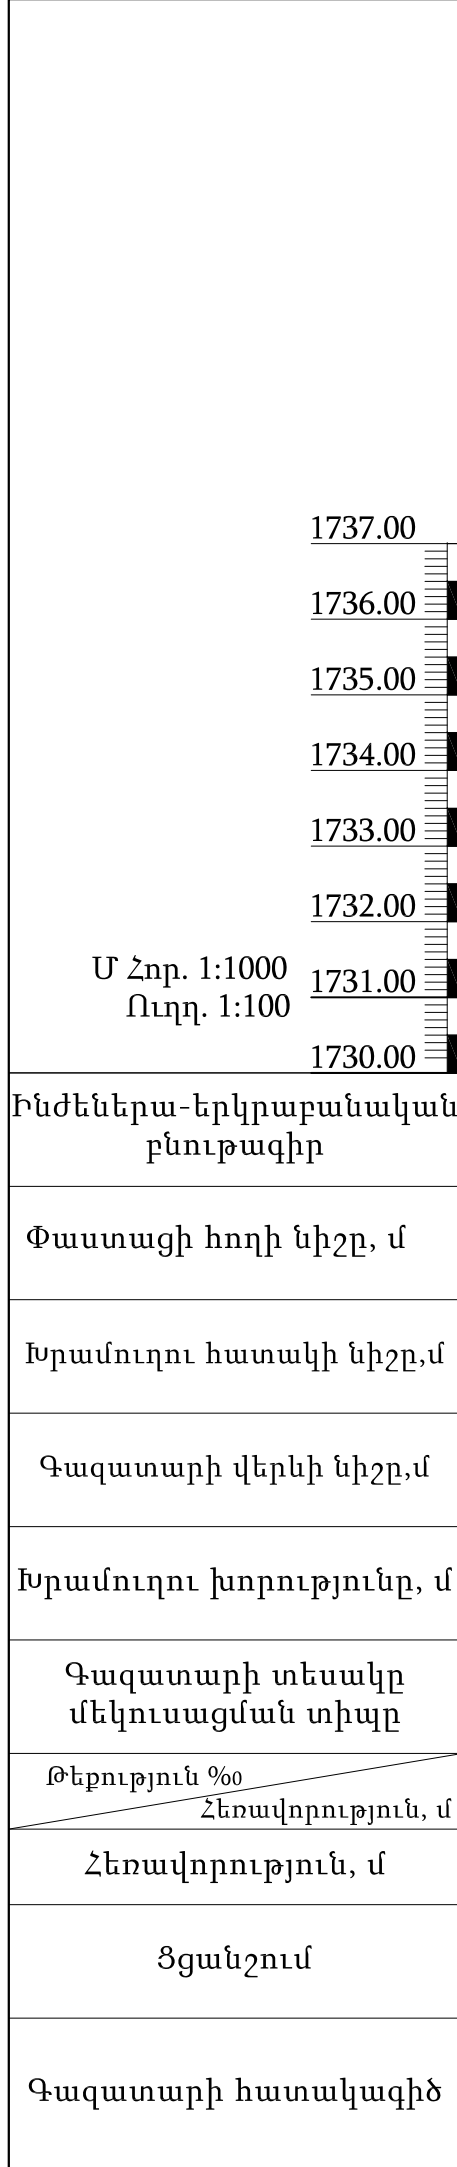 1737.00
1736.00
1735.00
1734.00
1733.00
1732.00
Մ Հոր. 1:1000
1731.00
Ուղղ. 1:100
1730.00
Ինժեներա-երկրաբանական
բնութագիր
Փաստացի հողի նիշը, մ
Խրամուղու հատակի նիշը,մ
Գազատարի վերևի նիշը,մ
Խրամուղու խորությունը, մ
Գազատարի տեսակը
մեկուսացման տիպը
Թեքություն ‰
Հեռավորություն, մ
Հեռավորություն, մ
Ցցանշում
Գազատարի հատակագիծ